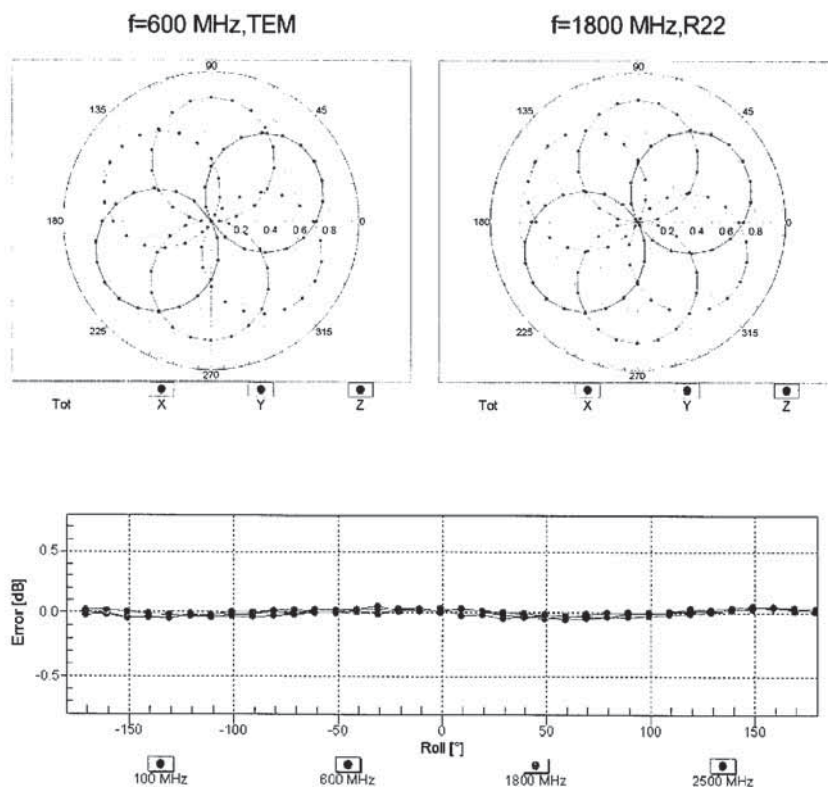 f=600 MHz,TEM
f=1800 MHz,R22
90
135
45
180
0.2 0.4 0.6 0.8
0
225
315
270
Tot X Y Z
90
135
45
180
0.2 0.4 0.6 0.8
0
225
315
270
Tot X Y Z
Error [dB]
0.5
0.0
-0.5
-150 -100 -50 0 50 100 150
Roll [°]
100 MHz 600 MHz 1800 MHz 2500 MHz